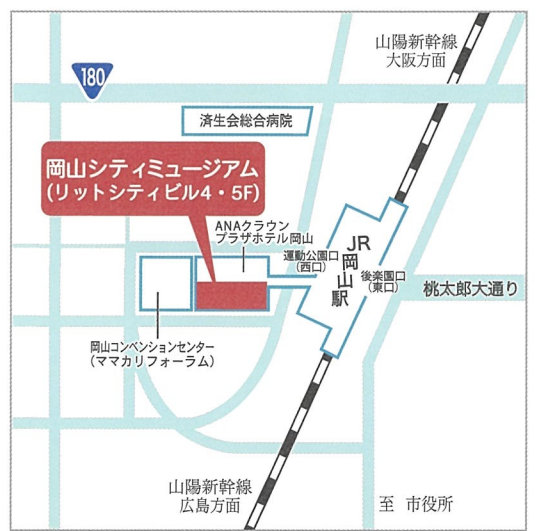 山陽新幹線
大阪方面
180
済生会総合病院
岡山シティミュージアム
(リットシティビル4・5F)
ANAクラウン
プラザホテル岡山
運動公園口
(西口)
JR
岡山駅
後楽園口
(東口)
桃太郎大通り
岡山コンベンションセンター
(ママカリフォーラム)
山陽新幹線
広島方面
至 市役所